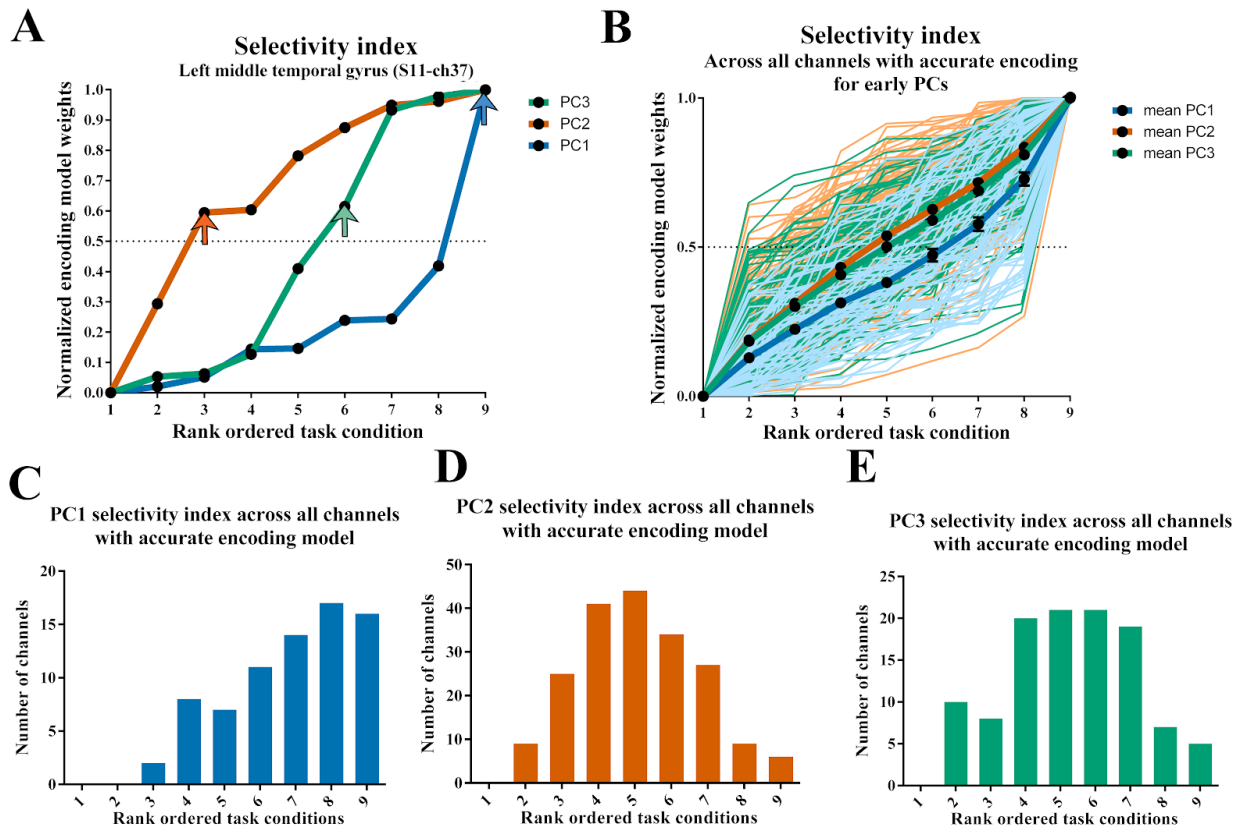 A
Selectivity index
Left middle temporal gyrus (S11-ch37)
Normalized encoding model weights
1.0
0.9
0.8
0.7
0.6
0.5
0.4
0.3
0.2
0.1
0.0
1 2 3 4 5 6 7 8 9
Rank ordered task condition
PC3
PC2
PC1
B
Selectivity index
Across all channels with accurate encoding
for early PCs
Normalized encoding model weights
1.0
0.5
0.0
1 2 3 4 5 6 7 8 9
Rank ordered task condition
mean PC1
mean PC2
mean PC3
C
PC1 selectivity index across all channels
with accurate encoding model
Number of channels
20
15
10
5
0
1 2 3 4 5 6 7 8 9
Rank ordered task conditions
D
PC2 selectivity index across all channels
with accurate encoding model
Number of channels
50
40
30
20
10
0
1 2 3 4 5 6 7 8 9
Rank ordered task conditions
E
PC3 selectivity index across all channels
with accurate encoding model
Number of channels
25
20
15
10
5
0
1 2 3 4 5 6 7 8 9
Rank ordered task conditions